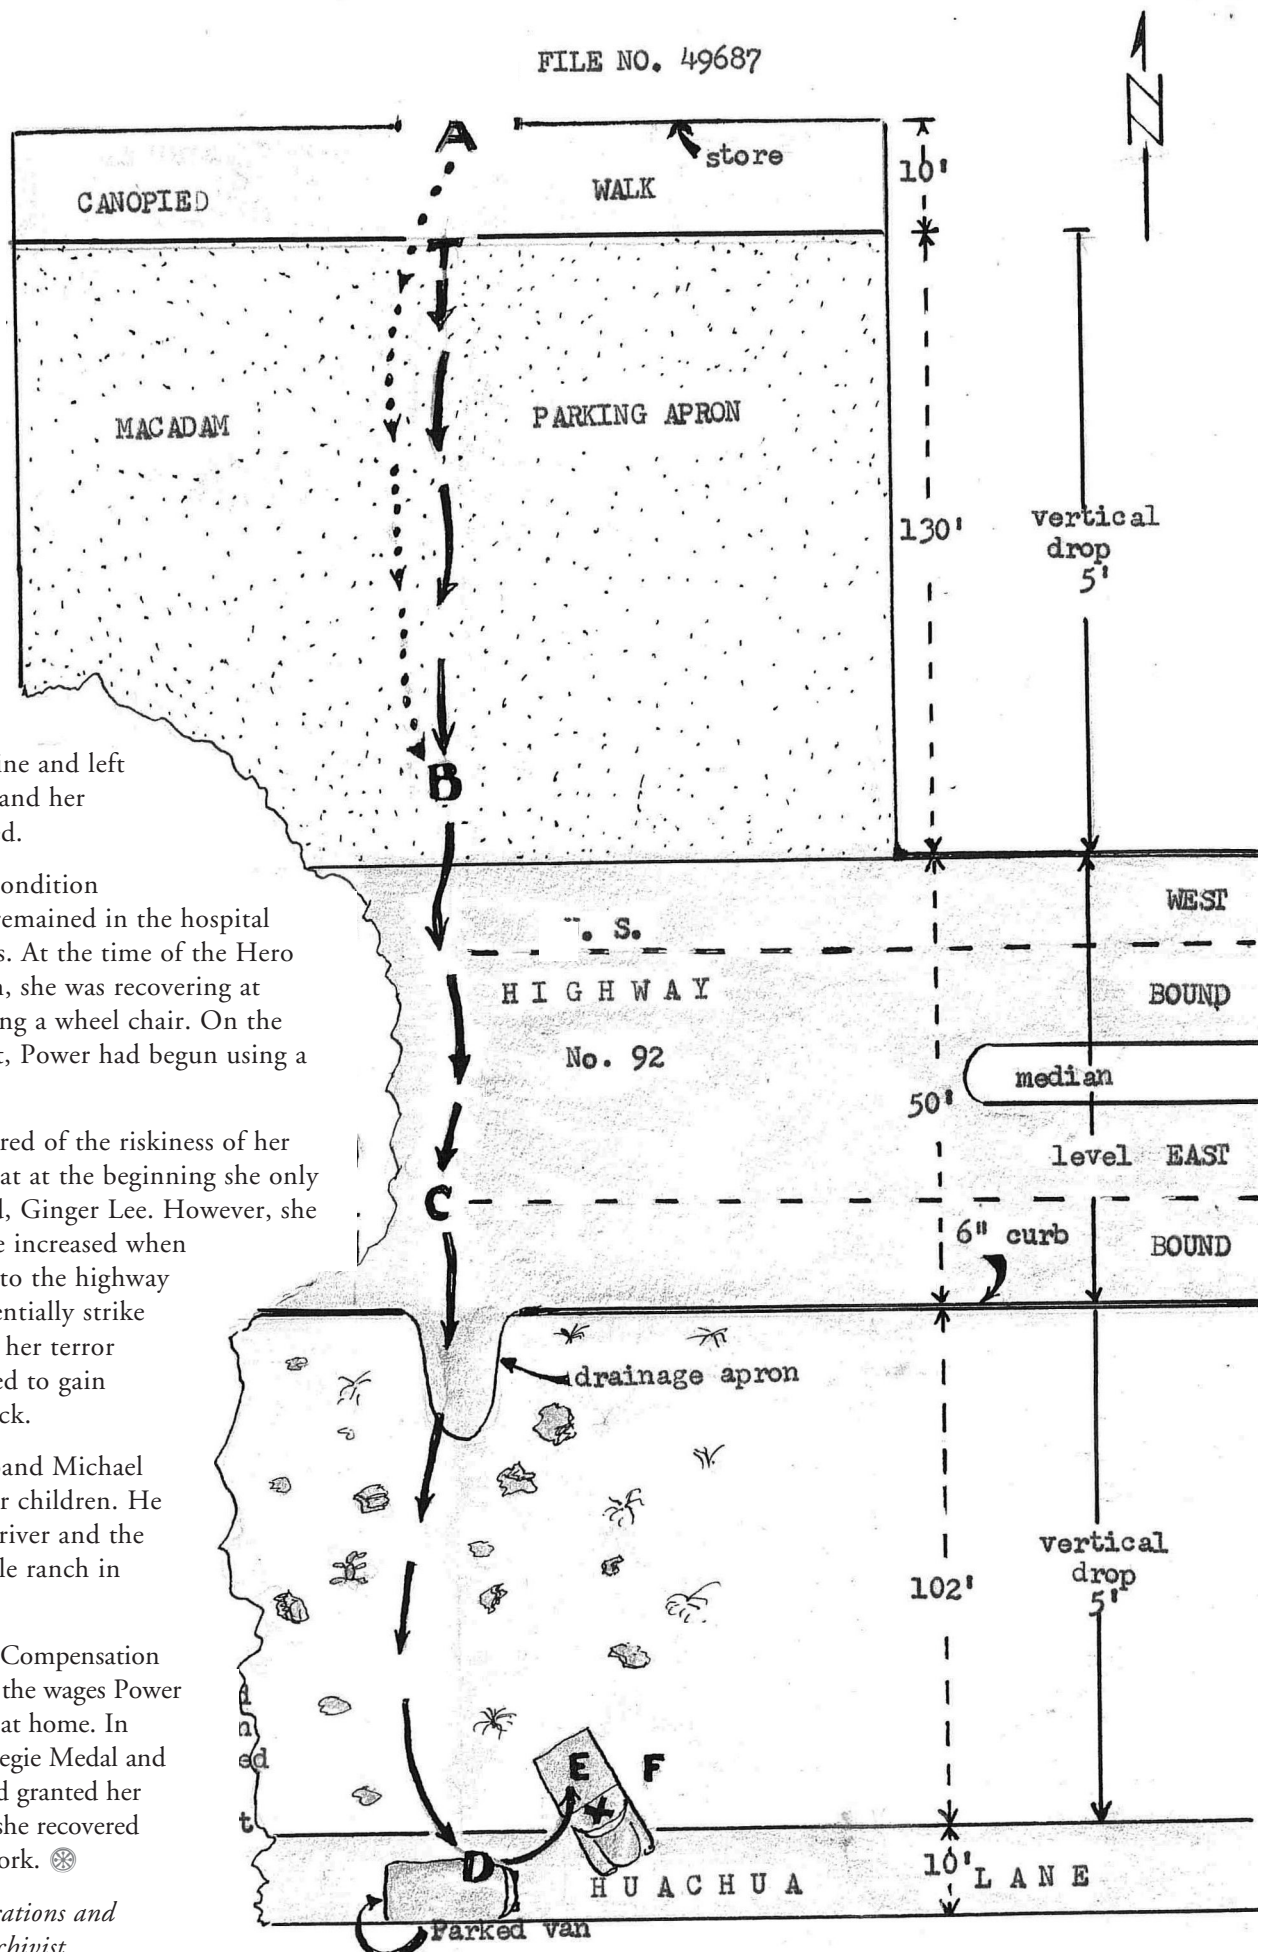 FILE NO. 49687
N
A
store
10'
CANOPIED
WALK
T
MACADAM
PARKING APRON
130'
vertical
drop
5'
B
WEST
. S.
HIGHWAY
BOUND
No. 92
median
50'
level EAST
C
6" curb
BOUND
drainage apron
vertical
drop
5'
102'
E
F
X
D
10'
HUACHUA LANE
Parked van
ine and left
and her
d.
ondition
remained in the hospital
s. At the time of the Hero
n, she was recovering at
ng a wheel chair. On the
t, Power had begun using a
red of the riskiness of her
at at the beginning she only
l, Ginger Lee. However, she
e increased when
to the highway
entially strike
her terror
ed to gain
ck.
and Michael
r children. He
river and the
le ranch in
Compensation
the wages Power
at home. In
egie Medal and
d granted her
she recovered
ork.
ations and
chivist
d
n
ed
t